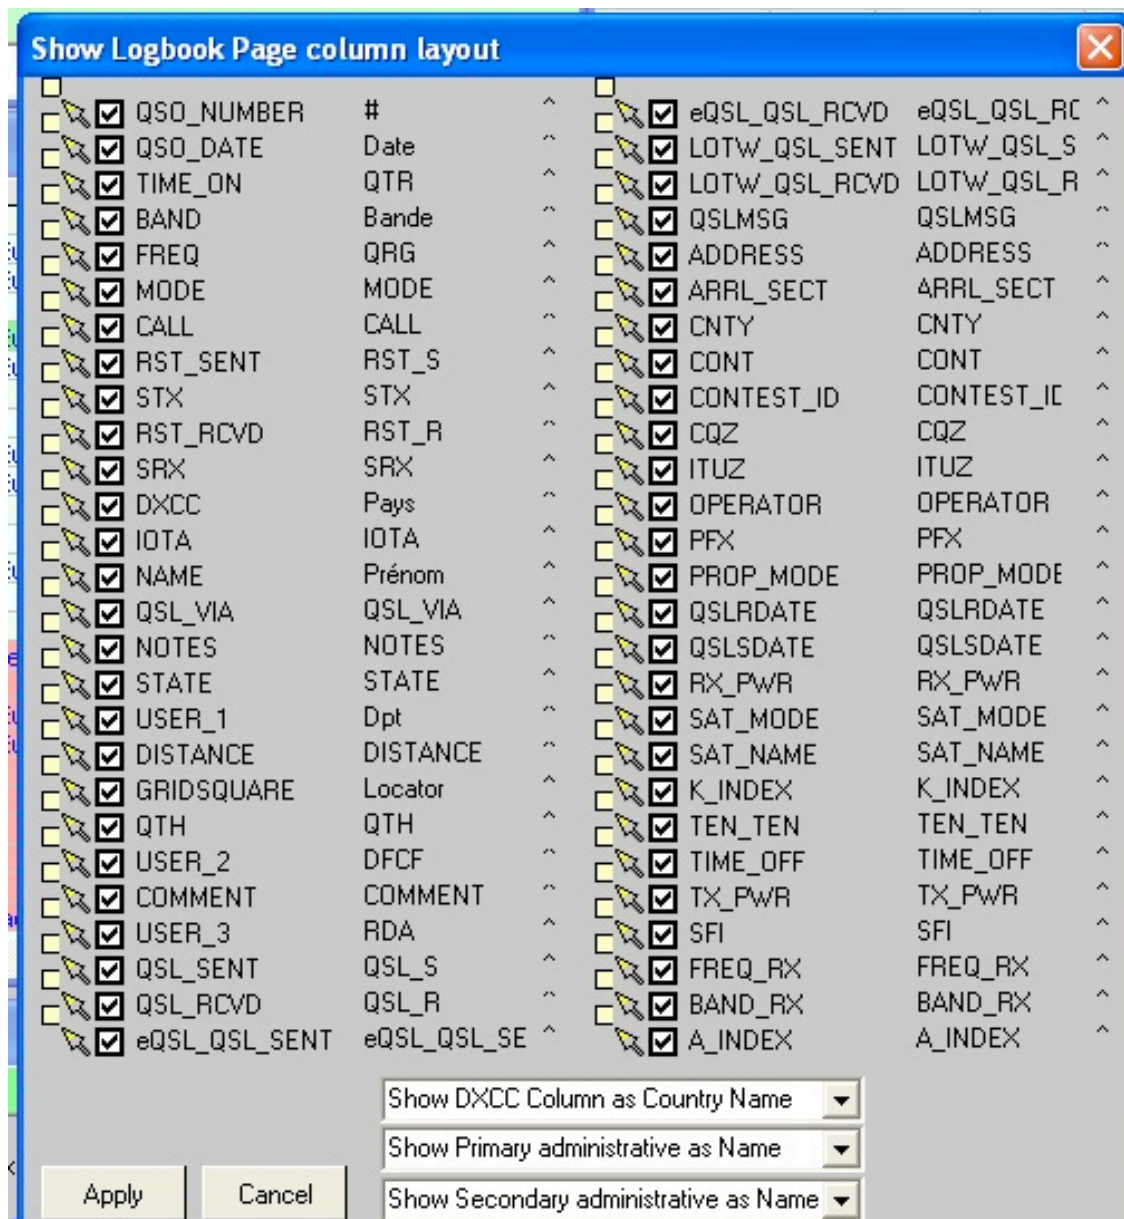 Show Logbook Page column layout
QSO_NUMBER #
QSO_DATE Date
TIME_ON QTR
BAND Bande
FREQ QRG
MODE MODE
CALL CALL
RST_SENT RST_S
STX STX
RST_RCVD RST_R
SRX SRX
DXCC Pays
IOTA IOTA
NAME Prénom
QSL_VIA QSL_VIA
NOTES NOTES
STATE STATE
USER_1 Dpt
DISTANCE DISTANCE
GRIDSQUARE Locator
QTH QTH
USER_2 DFCF
COMMENT COMMENT
USER_3 RDA
QSL_SENT QSL_S
QSL_RCVD QSL_R
eQSL_QSL_SENT eQSL_QSL_SE
eQSL_QSL_RCVD eQSL_QSL_RC
LOTW_QSL_SENT LOTW_QSL_S
LOTW_QSL_RCVD LOTW_QSL_R
QSLMSG QSLMSG
ADDRESS ADDRESS
ARRL_SECT ARRL_SECT
CNTY CNTY
CONT CONT
CONTEST_ID CONTEST_ID
CQZ CQZ
ITUZ ITUZ
OPERATOR OPERATOR
PFX PFX
PROP_MODE PROP_MODE
QSLRDATE QSLRDATE
QSLSDATE QSLSDATE
RX_PWR RX_PWR
SAT_MODE SAT_MODE
SAT_NAME SAT_NAME
K_INDEX K_INDEX
TEN_TEN TEN_TEN
TIME_OFF TIME_OFF
TX_PWR TX_PWR
SFI SFI
FREQ_RX FREQ_RX
BAND_RX BAND_RX
A_INDEX A_INDEX
Show DXCC Column as Country Name
Show Primary administrative as Name
Show Secondary administrative as Name
Apply Cancel